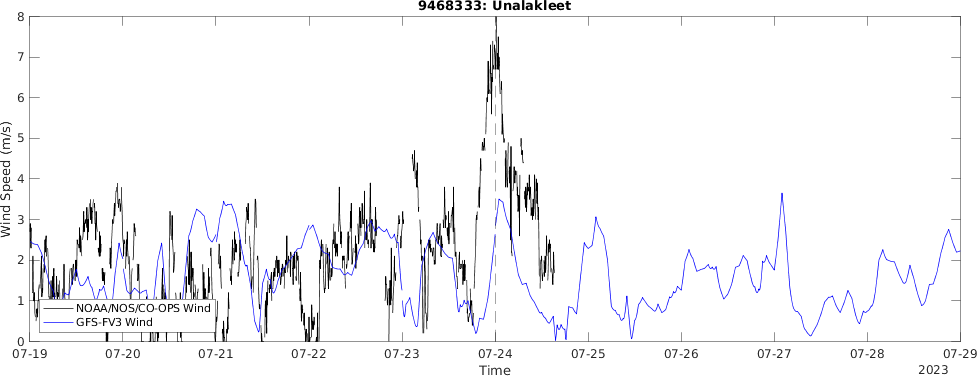 9468333: Unalakleet
8
7
6
5
4
3
2
1
0
Wind Speed (m/s)
NOAA/NOS/CO-OPS Wind
GFS-FV3 Wind
07-19 07-20 07-21 07-22 07-23 07-24 07-25 07-26 07-27 07-28 07-29
Time
2023